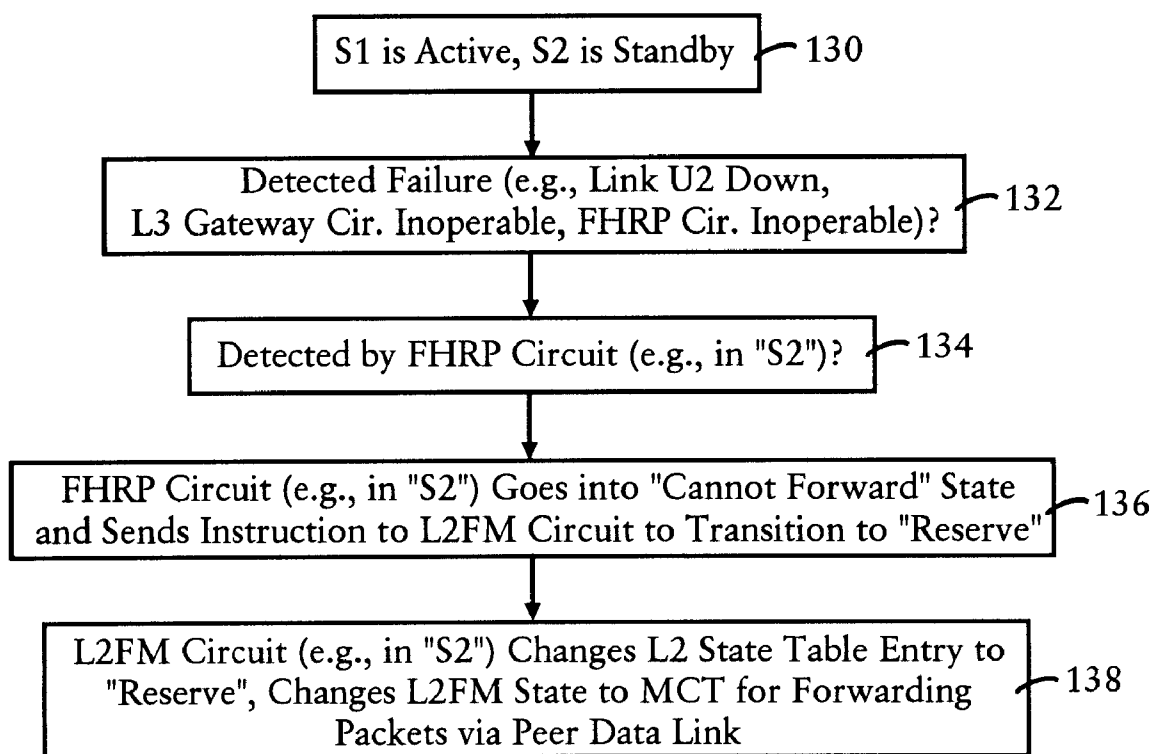 S1 is Active, S2 is Standby
130
Detected Failure (e.g., Link U2 Down,
L3 Gateway Cir. Inoperable, FHRP Cir. Inoperable)?
132
Detected by FHRP Circuit (e.g., in "S2")?
134
FHRP Circuit (e.g., in "S2") Goes into "Cannot Forward" State
and Sends Instruction to L2FM Circuit to Transition to "Reserve"
136
L2FM Circuit (e.g., in "S2") Changes L2 State Table Entry to
"Reserve", Changes L2FM State to MCT for Forwarding
Packets via Peer Data Link
138